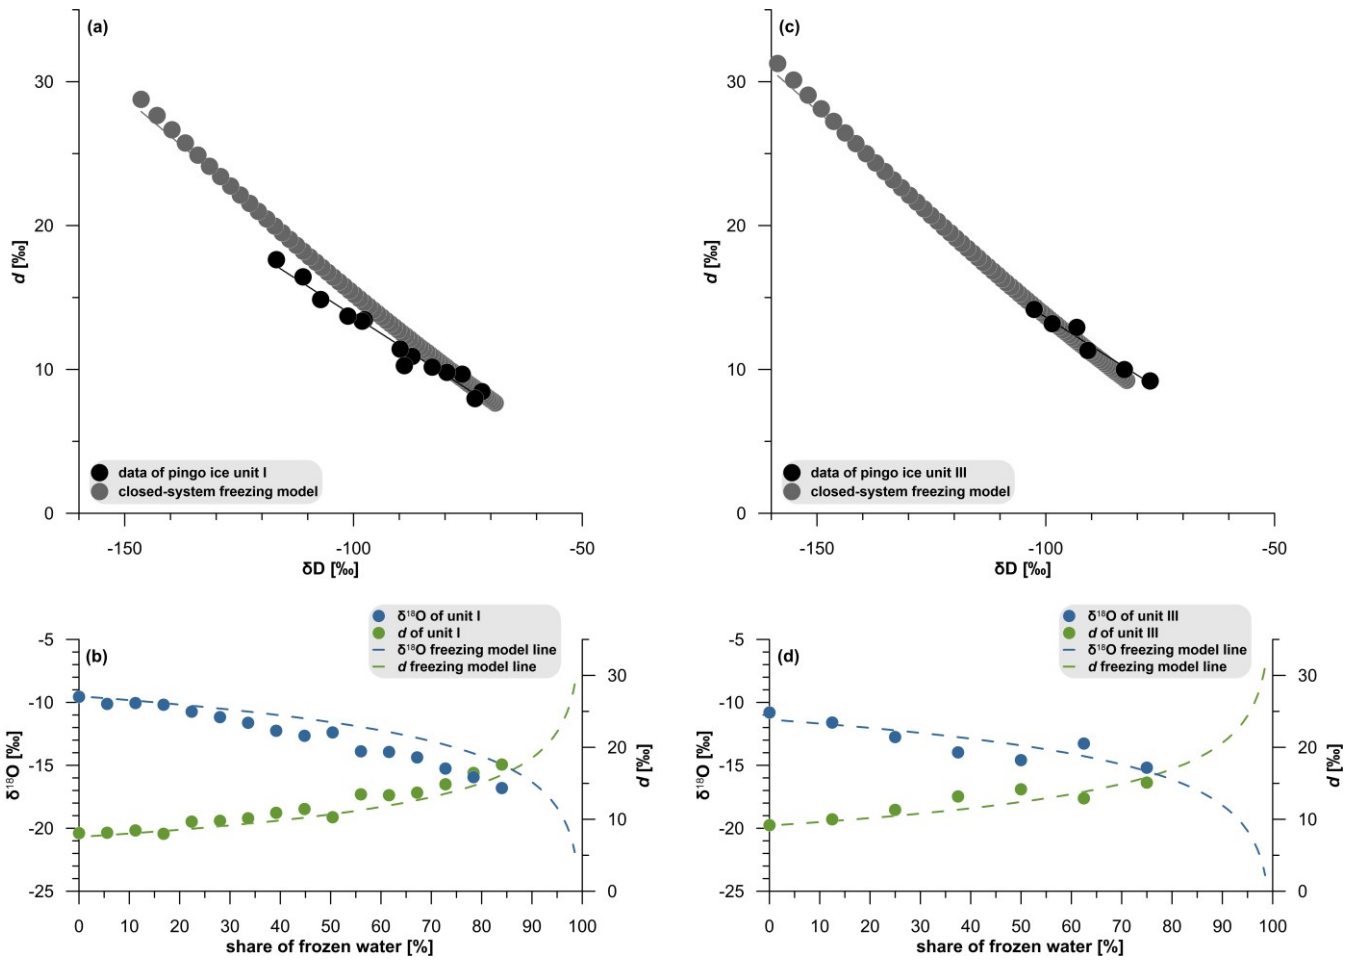 (a)
30
20
10
0
d [‰]
data of pingo ice unit I
closed-system freezing model
-150
-100
-50
δD [‰]
(c)
30
20
10
0
d [‰]
data of pingo ice unit III
closed-system freezing model
-150
-100
-50
δD [‰]
δ¹⁸O of unit I
d of unit I
δ¹⁸O freezing model line
d freezing model line
(b)
-5
-10
-15
-20
-25
δ¹⁸O [‰]
30
20
10
0
d [‰]
0 10 20 30 40 50 60 70 80 90 100
share of frozen water [%]
δ¹⁸O of unit III
d of unit III
δ¹⁸O freezing model line
d freezing model line
(d)
-5
-10
-15
-20
-25
δ¹⁸O [‰]
30
20
10
0
d [‰]
0 10 20 30 40 50 60 70 80 90 100
share of frozen water [%]